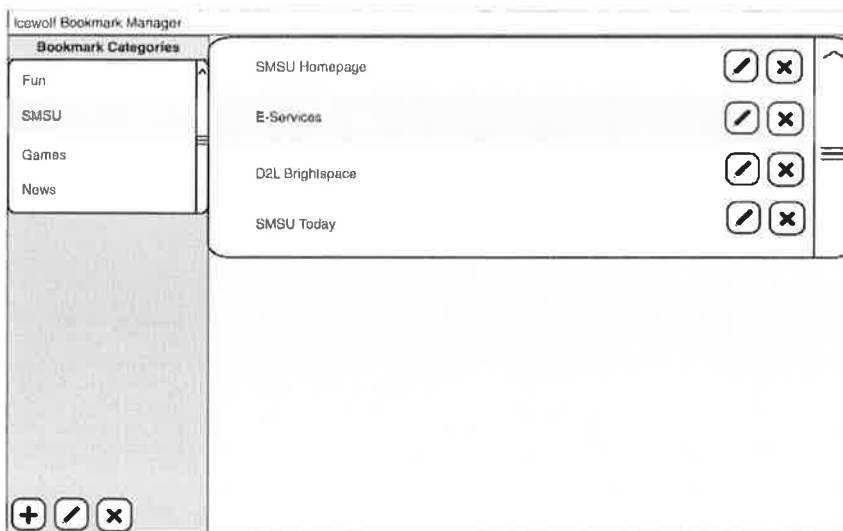 Icewolf Bookmark Manager
Bookmark Categories
Fun
SMSU
Games
News
SMSU Homepage
E-Services
D2L Brightspace
SMSU Today